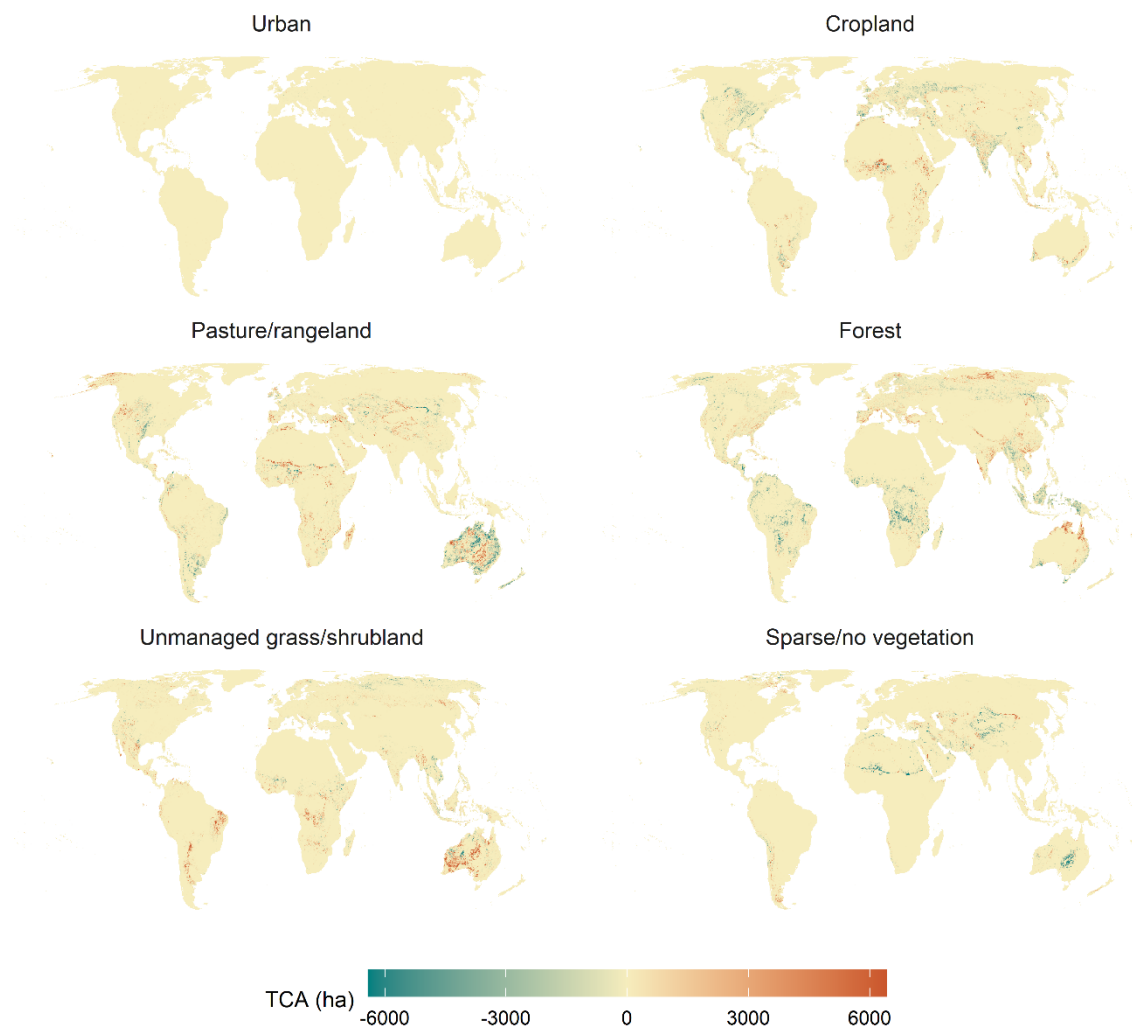 Urban
Cropland
Pasture/rangeland
Forest
Unmanaged grass/shrubland
Sparse/no vegetation
TCA (ha)
-6000
-3000
0
3000
6000